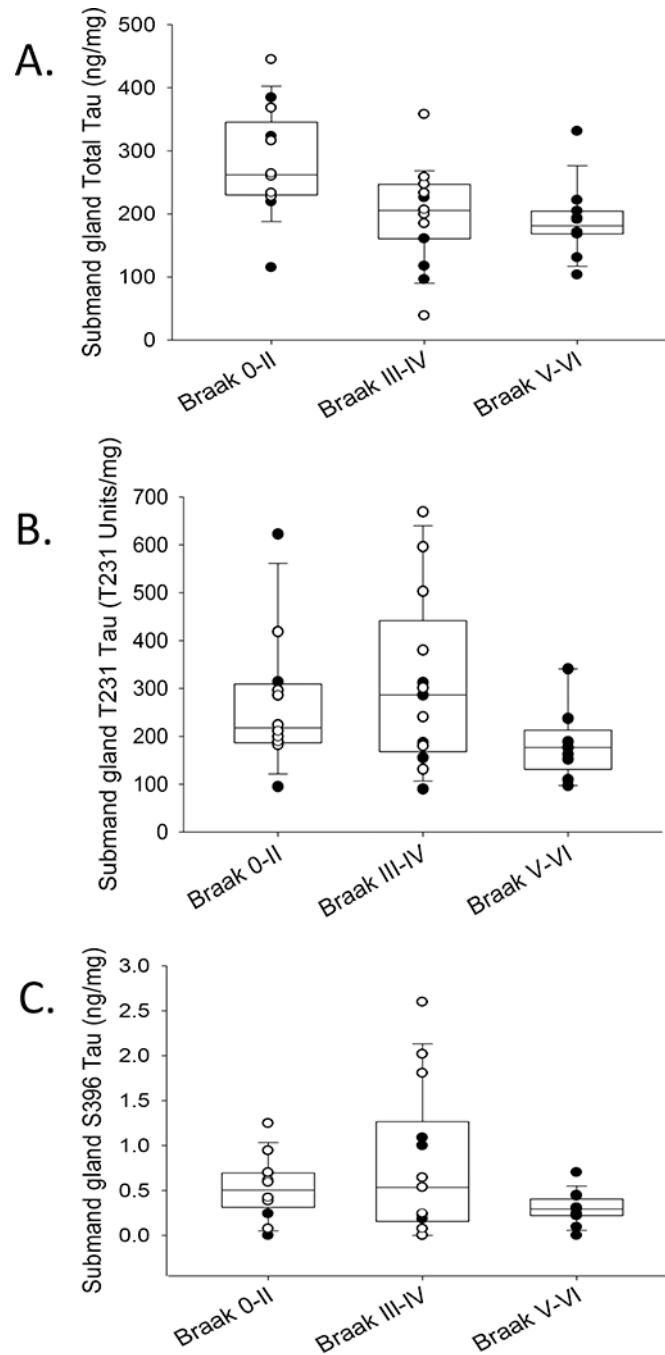 A.
Submand gland Total Tau (ng/mg)
500
400
300
200
100
0
Braak 0-II
Braak III-IV
Braak V-VI
B.
Submand gland T231 Tau (T231 Units/mg)
700
600
500
400
300
200
100
0
Braak 0-II
Braak III-IV
Braak V-VI
C.
Submand gland S396 Tau (ng/mg)
3.0
2.5
2.0
1.5
1.0
0.5
0.0
Braak 0-II
Braak III-IV
Braak V-VI